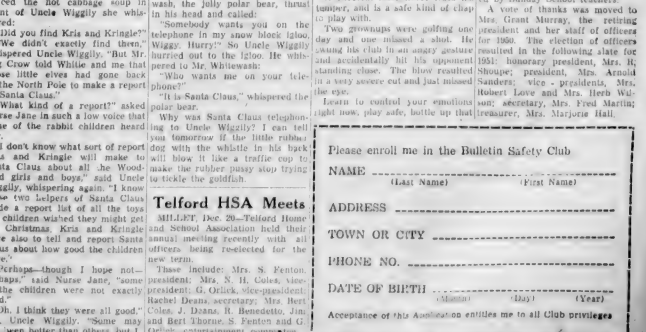 ced the hot cabbage soup in
nt of Uncle Wiggily she whis-
ered:
"Did you find Kris and Kringle?"
"We didn't exactly find them,"
hispered Uncle Wiggily. "But Mr.
Crow told Whitie and me that
ose little elves had gone back
the North Pole to make a report
Santa Claus."
"What kind of a report?" asked
rse Jane in such a low voice that
e of the rabbit children heard
"I don't know what sort of report
s and Kringle will make to
ta Claus about all the Wood-
d girls and boys," said Uncle
ggily, whispering again. "I know
se two helpers of Santa Claus
de a report list of all the toys
children wished they might get
Christmas. Kris and Kringle
e also to tell and report Santa
us about how good the children
re."
"Perhaps—though I hope not—
haps," said Nurse Jane, "some
the children were not exactly
d."
"Oh, I think they were all good."
Uncle Wiggily. "Some may
been better than others, but I
wash, the jolly polar bear, thrust
in his head and called:
"Somebody wants you on the
telephone in my snow block igloo,
Wiggy. Hurry!" So Uncle Wiggily
hurried out to the igloo. He whis-
pered to Mr. Whitewash:
"Who wants me on your tele-
phone?"
"It is Santa Claus," whispered the
polar bear.
Why was Santa Claus telephon-
ing to Uncle Wiggily? I can tell
you tomorrow if the little rubber
dog with the whistle in his back
will blow it like a traffic cop to
make the rubber pussy stop trying
to tickle the goldfish.
Telford HSA Meets
MILLET, Dec. 20—Telford Home
and School Association held their
annual meeting recently with all
officers being re-elected for the
new term.
Those include: Mrs. S. Fenton,
president; Mrs. N. H. Coles, vice-
president; G. Orlick, vice-president;
Rachel Deans, secretary; Mrs. Bert
Coles, J. Deans, R. Benedetto, Jim
and Bert Thorne, S. Fenton and G.
Orlick, entertainment
jumper, and is a safe kind of clasp
to play with.
Two grownups were golfing one
day and one missed a shot. He
swung his club in an angry gesture
and accidentally hit his opponent
standing close. The blow resulted
in a very severe cut and just missed
the eye.
Learn to control your emotions
right now, play safe, bottle up that
A vote of thanks was moved to
Mrs. Grant Murray, the retiring
president and her staff of officers
for 1950. The election of officers
resulted in the following slate for
1951: honorary president, Mrs. R.
Shoupe; president, Mrs. Arnold
Sanders; vice-presidents, Mrs.
Robert Love and Mrs. Herb Wil-
son; secretary, Mrs. Fred Martin;
treasurer, Mrs. Marjorie Hall.
Please enroll me in the Bulletin Safety Club
NAME
(Last Name) (First Name)
ADDRESS
TOWN OR CITY
PHONE NO.
DATE OF BIRTH
(Month) (Day) (Year)
Acceptance of this Application entitles me to all Club privileges